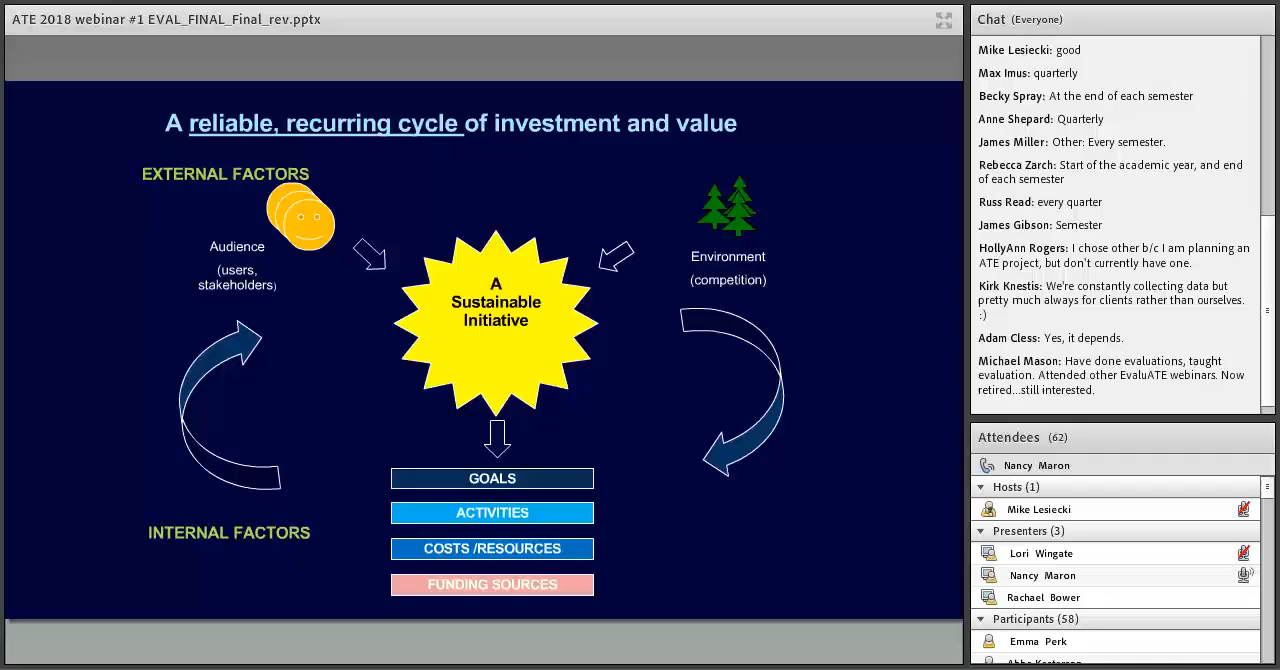 ATE 2018 webinar #1 EVAL_FINAL_Final_rev.pptx
A reliable, recurring cycle of investment and value
EXTERNAL FACTORS
Audience
(users,
stakeholders)
Environment
(competition)
A
Sustainable
Initiative
GOALS
ACTIVITIES
COSTS /RESOURCES
FUNDING SOURCES
INTERNAL FACTORS
Chat (Everyone)
Mike Lesiecki: good
Max Imus: quarterly
Becky Spray: At the end of each semester
Anne Shepard: Quarterly
James Miller: Other: Every semester.
Rebecca Zarch: Start of the academic year, and end
of each semester
Russ Read: every quarter
James Gibson: Semester
HollyAnn Rogers: I chose other b/c I am planning an
ATE project, but don't currently have one.
Kirk Knestis: We're constantly collecting data but
pretty much always for clients rather than ourselves.
:)
Adam Cless: Yes, it depends.
Michael Mason: Have done evaluations, taught
evaluation. Attended other EvaluATE webinars. Now
retired...still interested.
Attendees (62)
Nancy Maron
Hosts (1)
Mike Lesiecki
Presenters (3)
Lori Wingate
Nancy Maron
Rachael Bower
Participants (58)
Emma Perk